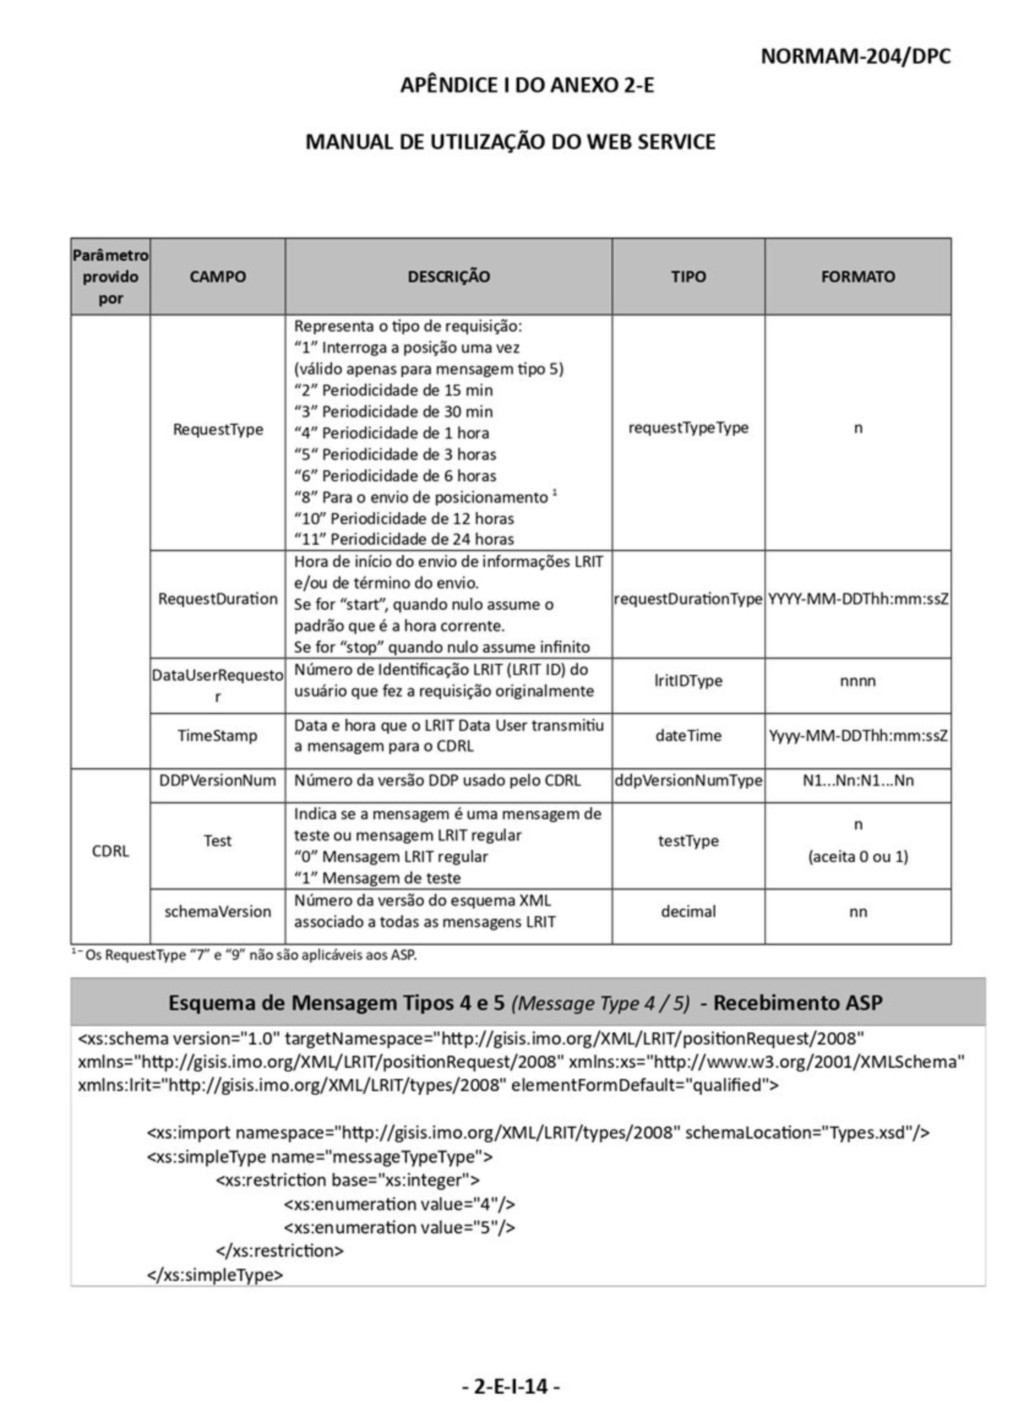 NORMAM-204/DPC
APÊNDICE I DO ANEXO 2-E
MANUAL DE UTILIZAÇÃO DO WEB SERVICE
Parâmetro
provido
por
CAMPO
DESCRIÇÃO
TIPO
FORMATO
RequestType
Representa o tipo de requisição:
“1” Interroga a posição uma vez
(válido apenas para mensagem tipo 5)
“2” Periodicidade de 15 min
“3” Periodicidade de 30 min
“4” Periodicidade de 1 hora
“5“ Periodicidade de 3 horas
“6” Periodicidade de 6 horas
“8” Para o envio de posicionamento ¹
“10” Periodicidade de 12 horas
“11” Periodicidade de 24 horas
requestTypeType
n
RequestDuration
Hora de início do envio de informações LRIT
e/ou de término do envio.
Se for “start”, quando nulo assume o
padrão que é a hora corrente.
Se for “stop” quando nulo assume infinito
requestDurationType
YYYY-MM-DDThh:mm:ssZ
DataUserRequesto
r
Número de Identificação LRIT (LRIT ID) do
usuário que fez a requisição originalmente
lritIDType
nnnn
TimeStamp
Data e hora que o LRIT Data User transmitiu
a mensagem para o CDRL
dateTime
Yyyy-MM-DDThh:mm:ssZ
CDRL
DDPVersionNum
Número da versão DDP usado pelo CDRL
ddpVersionNumType
N1...Nn:N1...Nn
Test
Indica se a mensagem é uma mensagem de
teste ou mensagem LRIT regular
“0” Mensagem LRIT regular
“1” Mensagem de teste
testType
n
(aceita 0 ou 1)
schemaVersion
Número da versão do esquema XML
associado a todas as mensagens LRIT
decimal
nn
¹⁻ Os RequestType “7” e “9” não são aplicáveis aos ASP.
Esquema de Mensagem Tipos 4 e 5 (Message Type 4 / 5) - Recebimento ASP
<xs:schema version="1.0" targetNamespace="http://gisis.imo.org/XML/LRIT/positionRequest/2008"
xmlns="http://gisis.imo.org/XML/LRIT/positionRequest/2008" xmlns:xs="http://www.w3.org/2001/XMLSchema"
xmlns:lrit="http://gisis.imo.org/XML/LRIT/types/2008" elementFormDefault="qualified">
<xs:import namespace="http://gisis.imo.org/XML/LRIT/types/2008" schemaLocation="Types.xsd"/>
<xs:simpleType name="messageTypeType">
<xs:restriction base="xs:integer">
<xs:enumeration value="4"/>
<xs:enumeration value="5"/>
</xs:restriction>
</xs:simpleType>
- 2-E-I-14 -